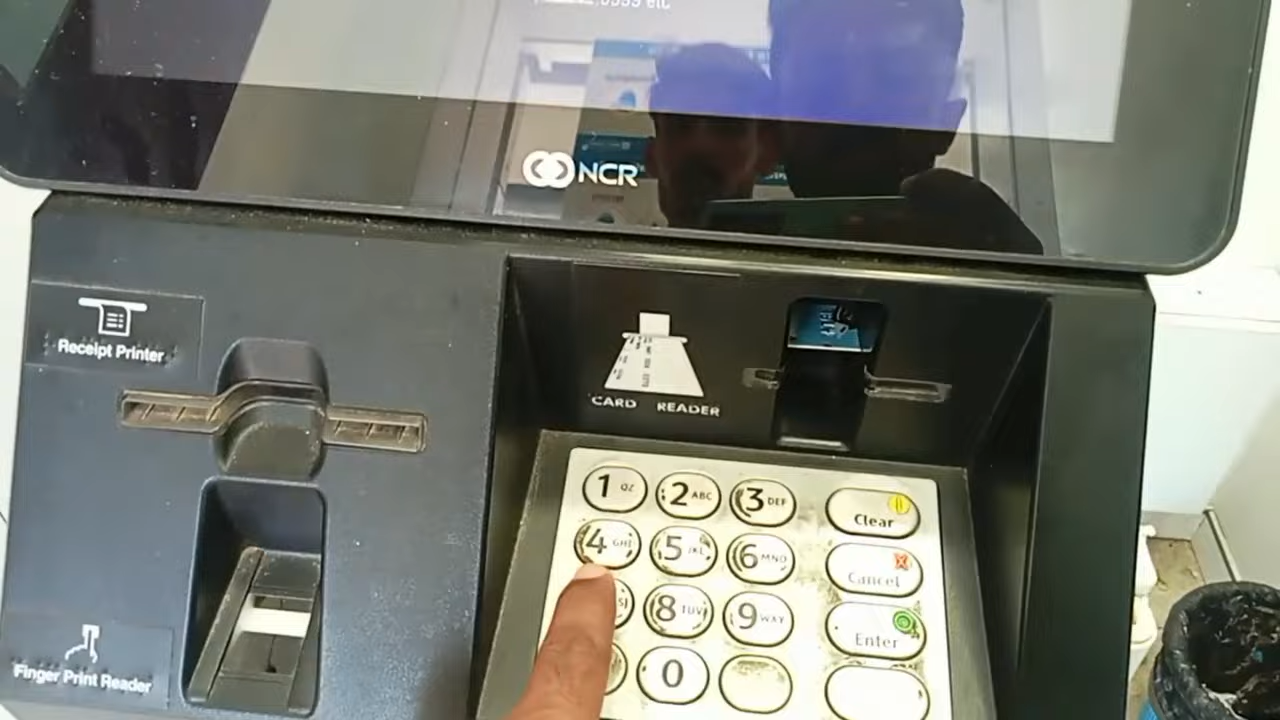 etc
NCR
Receipt Printer
CARD READER
1 QZ 2 ABC 3 DEF Clear
4 GHI 5 JKL 6 MNO Cancel
8 TUV 9 WXY Enter
0
Finger Print Reader